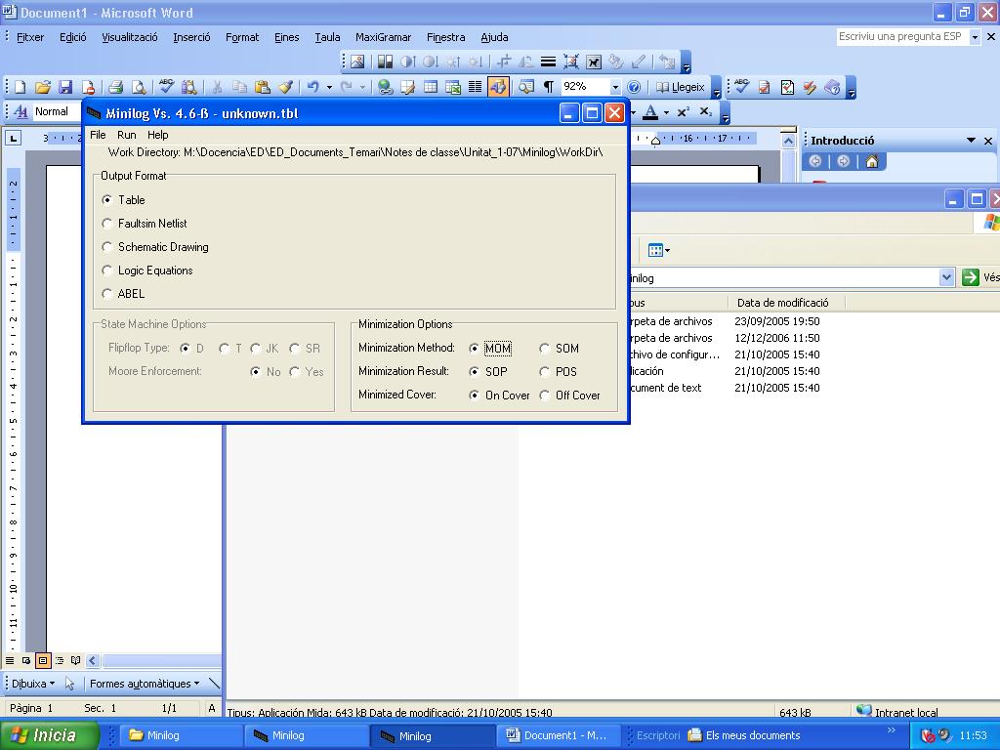 Document1 - Microsoft Word
Fitxer Edició Visualització Inserció Format Eines Taula MaxiGramar Finestra Ajuda
Escriviu una pregunta ESP
92% Llegeix
Normal
Minilog Vs. 4.6-ß - unknown.tbl
File Run Help
Work Directory: M:\Docencia\ED\ED_Documents_Temari\Notes de classe\Unitat_1-07\Minilog\WorkDir\
Output Format
Table
Faultsim Netlist
Schematic Drawing
Logic Equations
ABEL
State Machine Options
Flipflop Type: D T JK SR
Moore Enforcement: No Yes
Minimization Options
Minimization Method: MOM SOM
Minimization Result: SOP POS
Minimized Cover: On Cover Off Cover
Introducció
inilog Vés
pus Data de modificació
rpeta de archivos 23/09/2005 19:50
rpeta de archivos 12/12/2006 11:50
chivo de configur... 21/10/2005 15:40
licación 21/10/2005 15:40
cument de text 21/10/2005 15:40
Dibuixa Formes automàtiques
Pàgina 1 Sec. 1 1/1 A
Tipus: Aplicación Mida: 643 kB Data de modificació: 21/10/2005 15:40 643 kB Intranet local
Inicia Minilog Minilog Minilog Document1 - M... Escriptori Els meus documents » 11:53